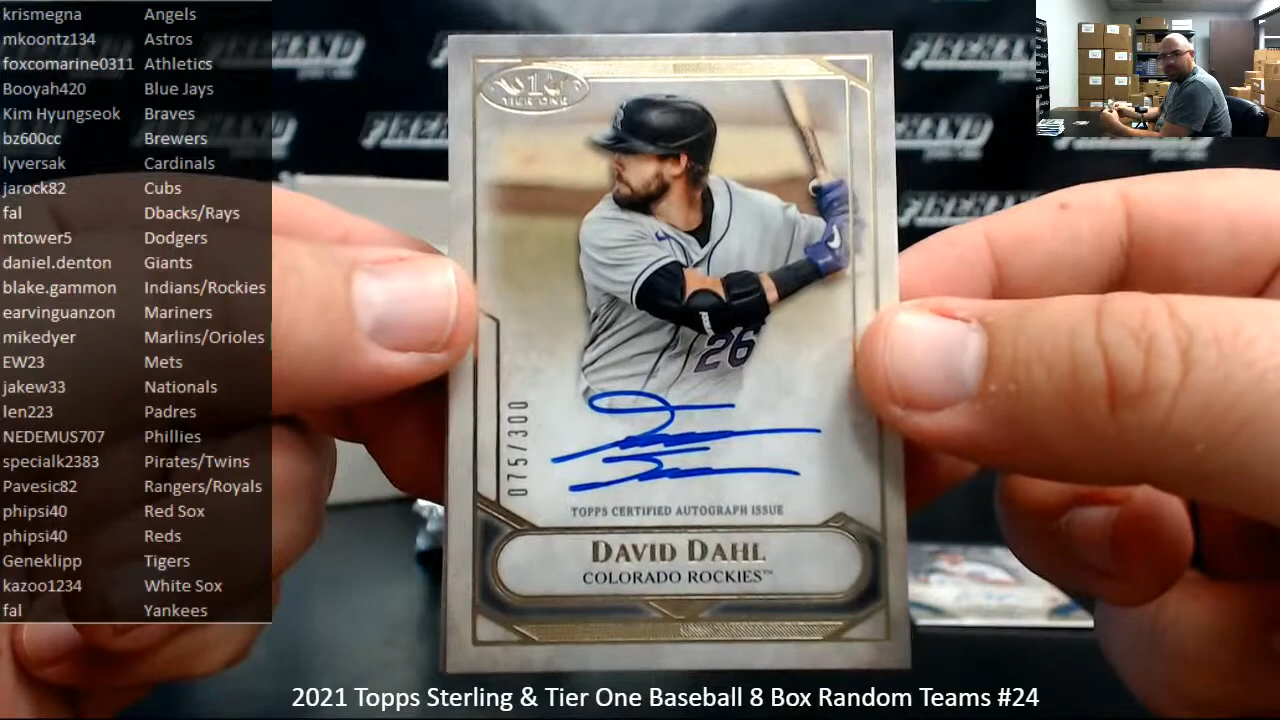 krismegna Angels
mkoontz134 Astros
foxcomarine0311 Athletics
Booyah420 Blue Jays
Kim Hyungseok Braves
bz600cc Brewers
lyversak Cardinals
jarock82 Cubs
fal Dbacks/Rays
mtower5 Dodgers
daniel.denton Giants
blake.gammon Indians/Rockies
earvinguanzon Mariners
mikedyer Marlins/Orioles
EW23 Mets
jakew33 Nationals
len223 Padres
NEDEMUS707 Phillies
specialk2383 Pirates/Twins
Pavesic82 Rangers/Royals
phipsi40 Red Sox
phipsi40 Reds
Geneklipp Tigers
kazoo1234 White Sox
fal Yankees
FIREHAND
1
TIER ONE
26
075/300
TOPPS CERTIFIED AUTOGRAPH ISSUE
DAVID DAHL
COLORADO ROCKIES™
2021 Topps Sterling & Tier One Baseball 8 Box Random Teams #24